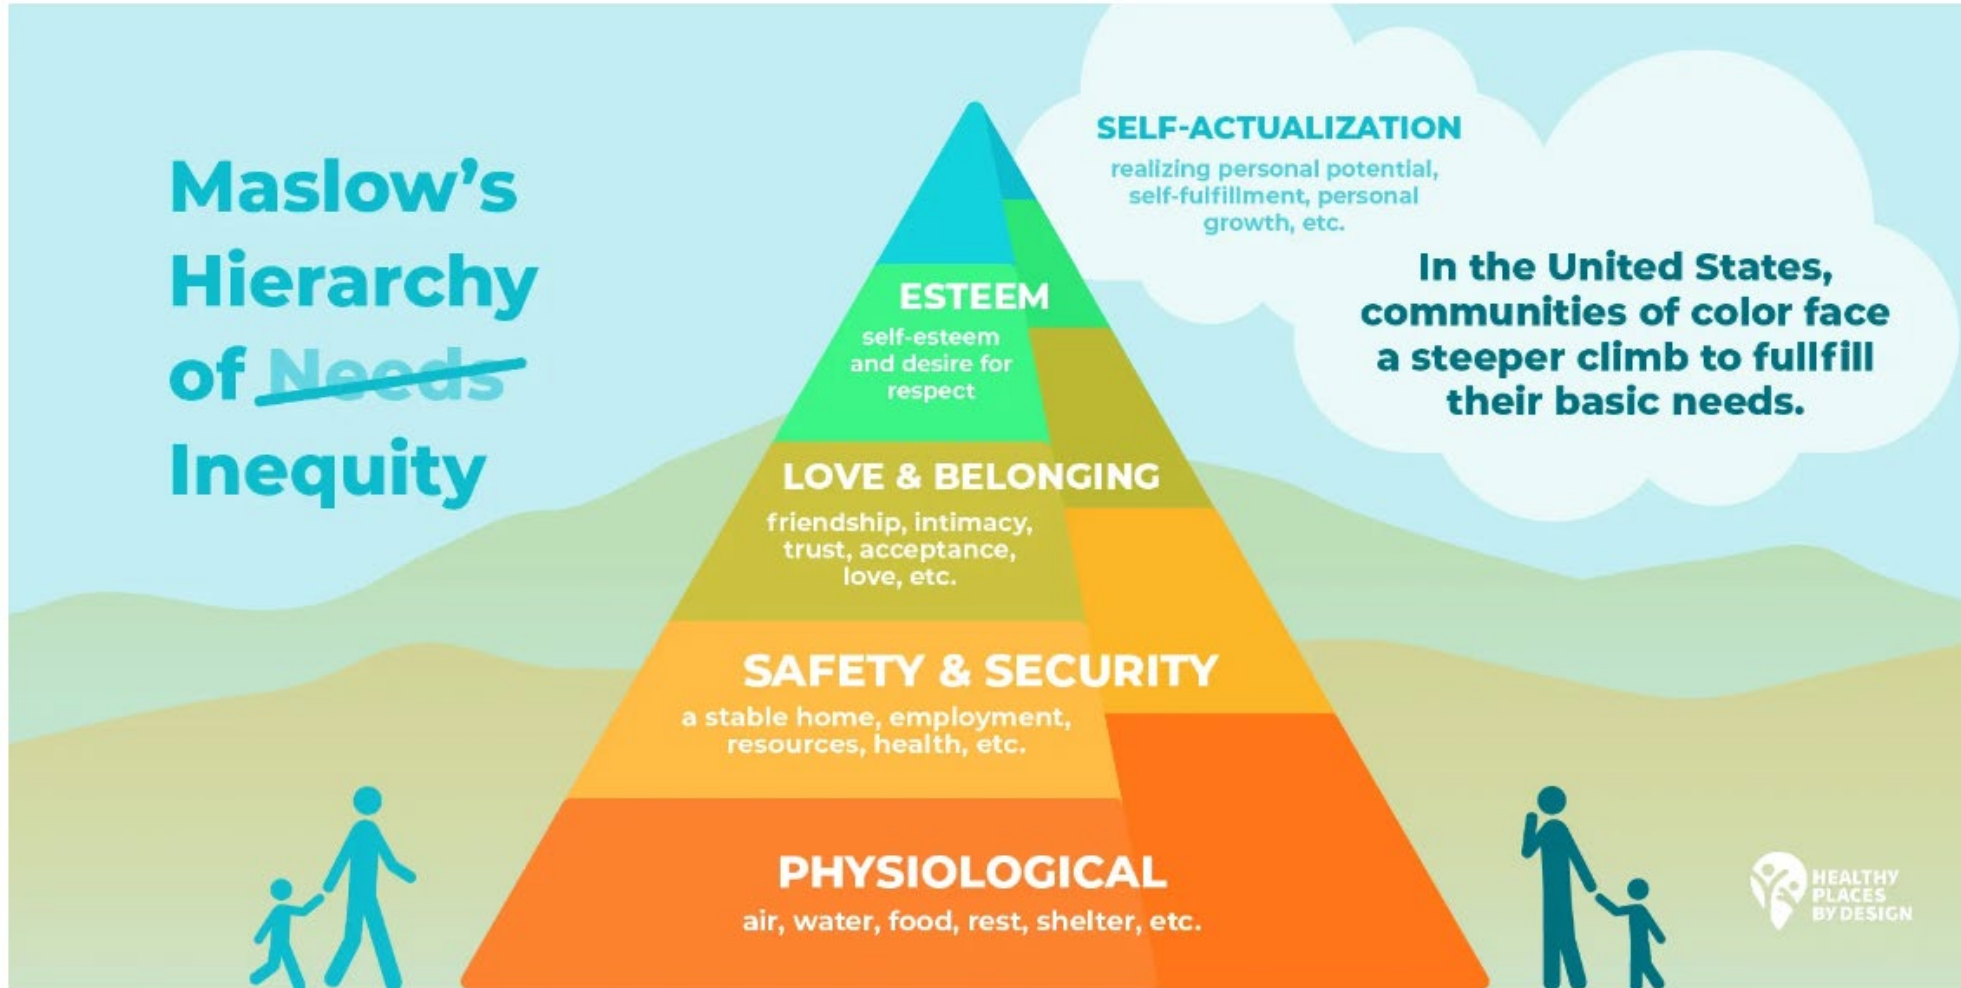 Maslow's
Hierarchy
of Needs
Inequity
SELF-ACTUALIZATION
realizing personal potential,
self-fulfillment, personal
growth, etc.
In the United States,
communities of color face
a steeper climb to fullfill
their basic needs.
ESTEEM
self-esteem
and desire for
respect
LOVE & BELONGING
friendship, intimacy,
trust, acceptance,
love, etc.
SAFETY & SECURITY
a stable home, employment,
resources, health, etc.
PHYSIOLOGICAL
air, water, food, rest, shelter, etc.
HEALTHY
PLACES
BY DESIGN